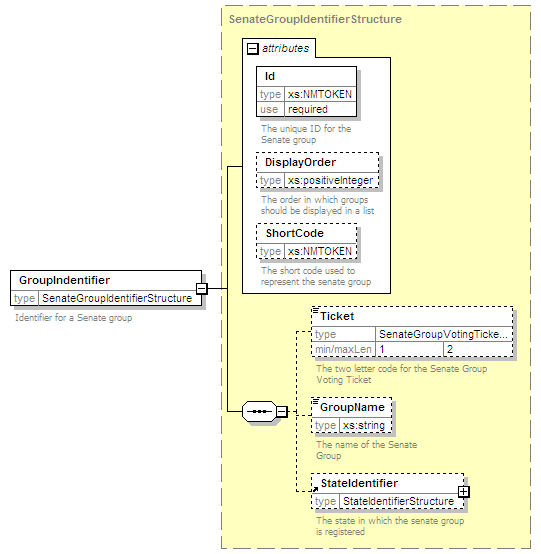 SenateGroupIdentifierStructure
attributes
Id
type xs:NMTOKEN
use required
The unique ID for the
Senate group
DisplayOrder
type xs:positiveInteger
The order in which groups
should be displayed in a list
ShortCode
type xs:NMTOKEN
The short code used to
represent the senate group
GroupIndentifier
type SenateGroupIdentifierStructure
Identifier for a Senate group
Ticket
type SenateGroupVotingTicke...
min/maxLen 1 2
The two letter code for the Senate Group
Voting Ticket
GroupName
type xs:string
The name of the Senate
Group
StateIdentifier
type StateIdentifierStructure
The state in which the senate group
is registered